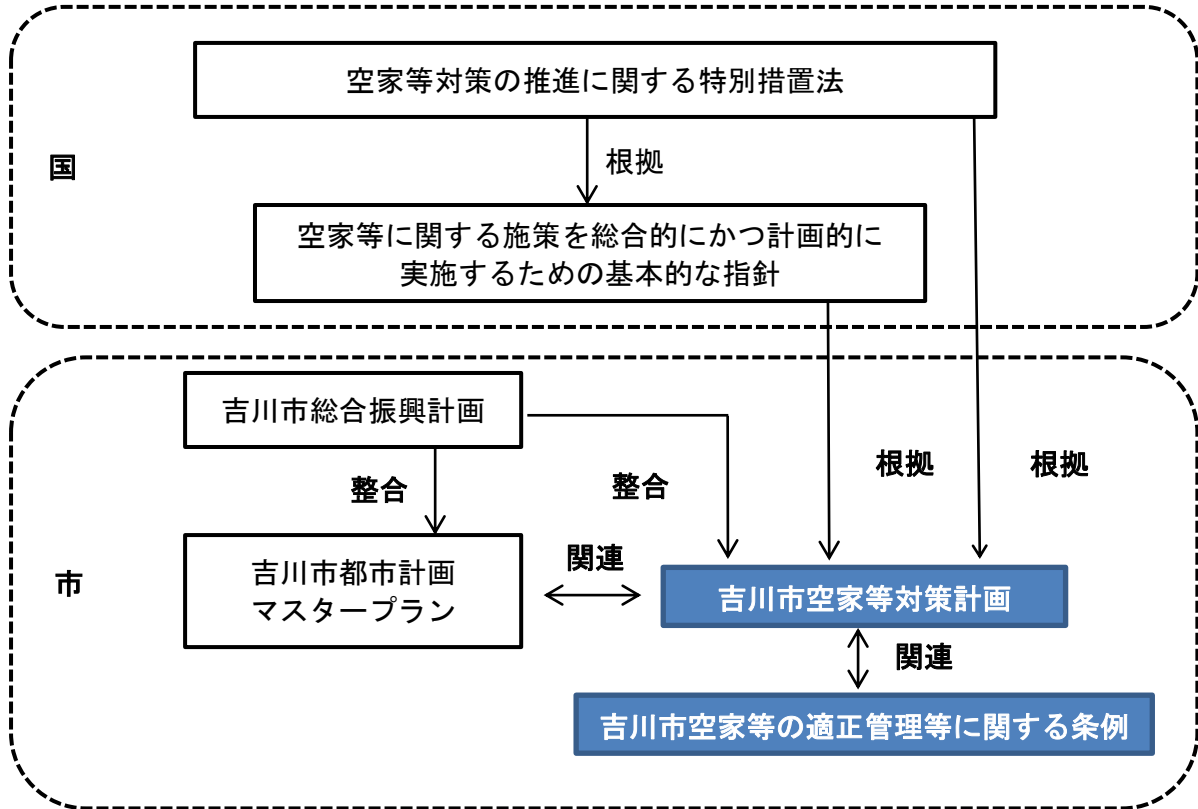 空家等対策の推進に関する特別措置法
国
根拠
空家等に関する施策を総合的にかつ計画的に
実施するための基本的な指針
吉川市総合振興計画
整合
整合
根拠
根拠
市
吉川市都市計画
マスタープラン
関連
吉川市空家等対策計画
関連
吉川市空家等の適正管理等に関する条例